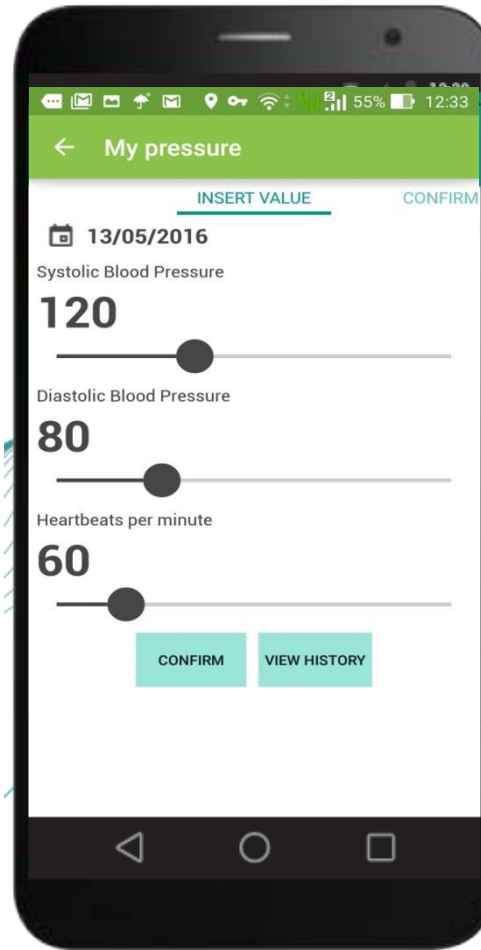 55% 12:33
My pressure
INSERT VALUE CONFIRM
13/05/2016
Systolic Blood Pressure
120
Diastolic Blood Pressure
80
Heartbeats per minute
60
CONFIRM VIEW HISTORY